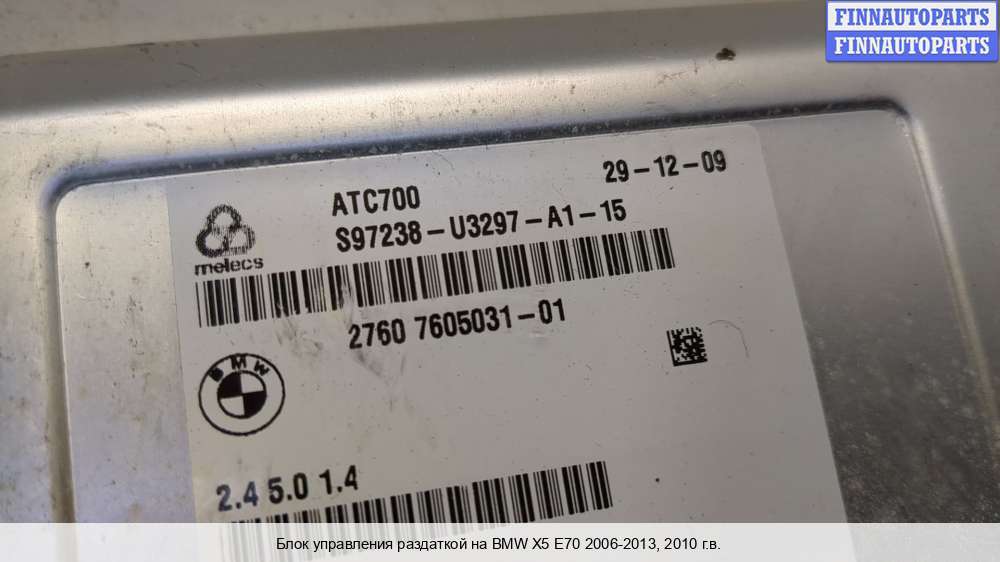 FINNAUTOPARTS
FINNAUTOPARTS
ATC700
29-12-09
S97238-U3297-A1-15
melecs
2760 7605031-01
BMW
2.4 5.0 1.4
Блок управления раздаткой на BMW X5 E70 2006-2013, 2010 г.в.